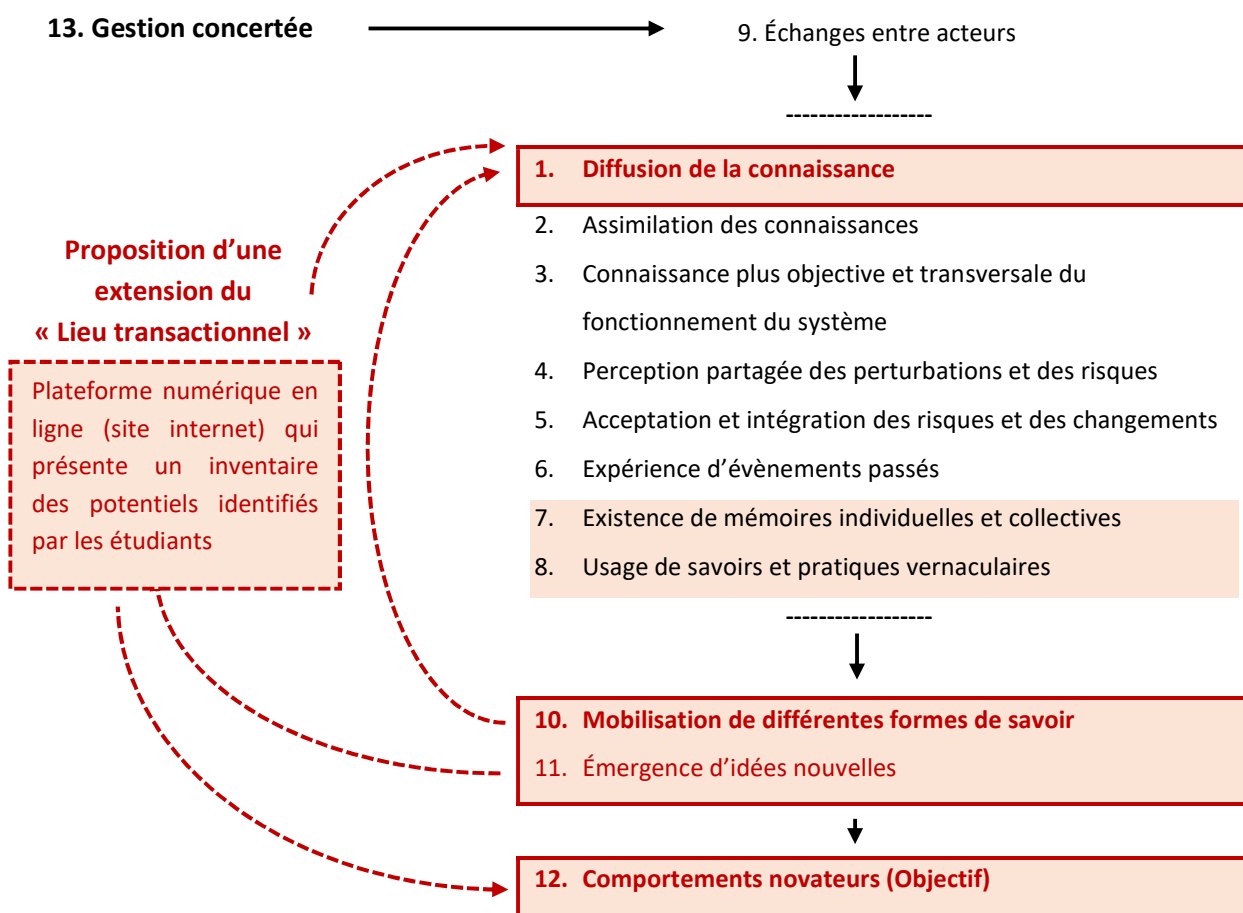 13. Gestion concertée
9. Échanges entre acteurs
------------------
1. Diffusion de la connaissance
2. Assimilation des connaissances
3. Connaissance plus objective et transversale du
fonctionnement du système
4. Perception partagée des perturbations et des risques
5. Acceptation et intégration des risques et des changements
6. Expérience d’évènements passés
7. Existence de mémoires individuelles et collectives
8. Usage de savoirs et pratiques vernaculaires
------------------
Proposition d’une
extension du
« Lieu transactionnel »
Plateforme numérique en
ligne (site internet) qui
présente un inventaire
des potentiels identifiés
par les étudiants
10. Mobilisation de différentes formes de savoir
11. Émergence d’idées nouvelles
12. Comportements novateurs (Objectif)